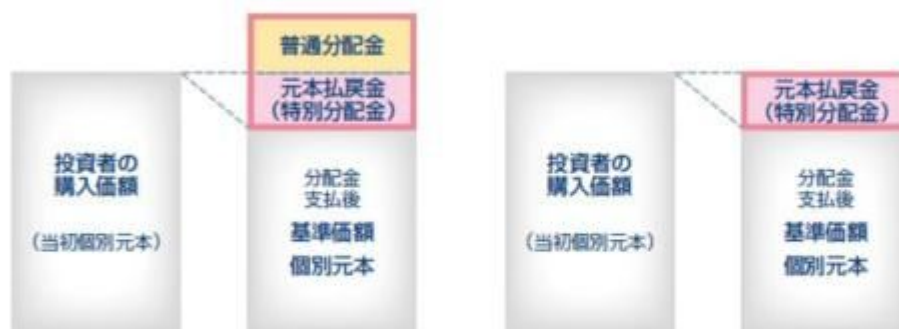 普通分配金
元本払戻金
(特別分配金)
投資者の
購入価額
(当初個別元本)
分配金
支払後
基準価額
個別元本
元本払戻金
(特別分配金)
投資者の
購入価額
(当初個別元本)
分配金
支払後
基準価額
個別元本